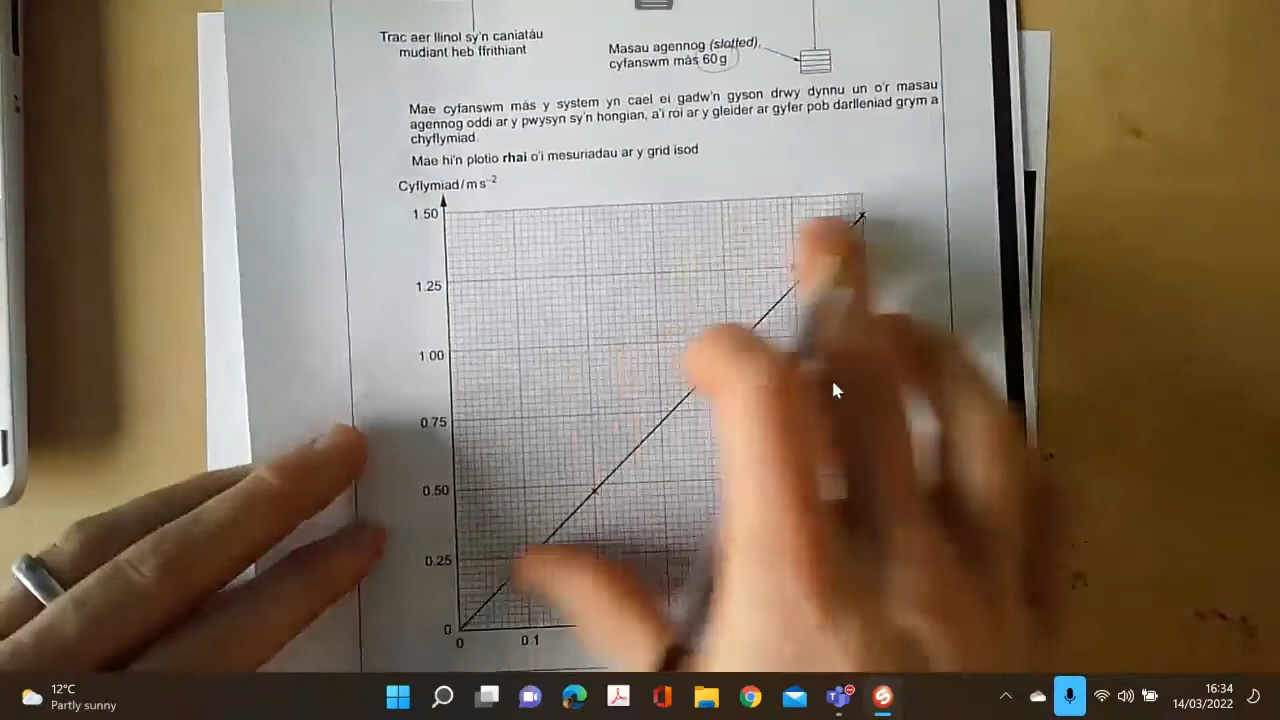 Trac aer llinol sy'n caniatáu
mudiant heb ffrithiant
Masau agennog (slotted),
cyfanswm màs 60 g
Mae cyfanswm màs y system yn cael ei gadw'n gyson drwy dynnu un o'r masau
agennog oddi ar y pwysyn sy'n hongian, a'i roi ar y gleider ar gyfer pob darlleniad grym a
chyflymiad.
Mae hi'n plotio rhai o'i mesuriadau ar y grid isod
Cyflymiad/m s⁻²
1.50
1.25
1.00
0.75
0.50
0.25
0
0 0.1
12°C
Partly sunny
16:34
14/03/2022